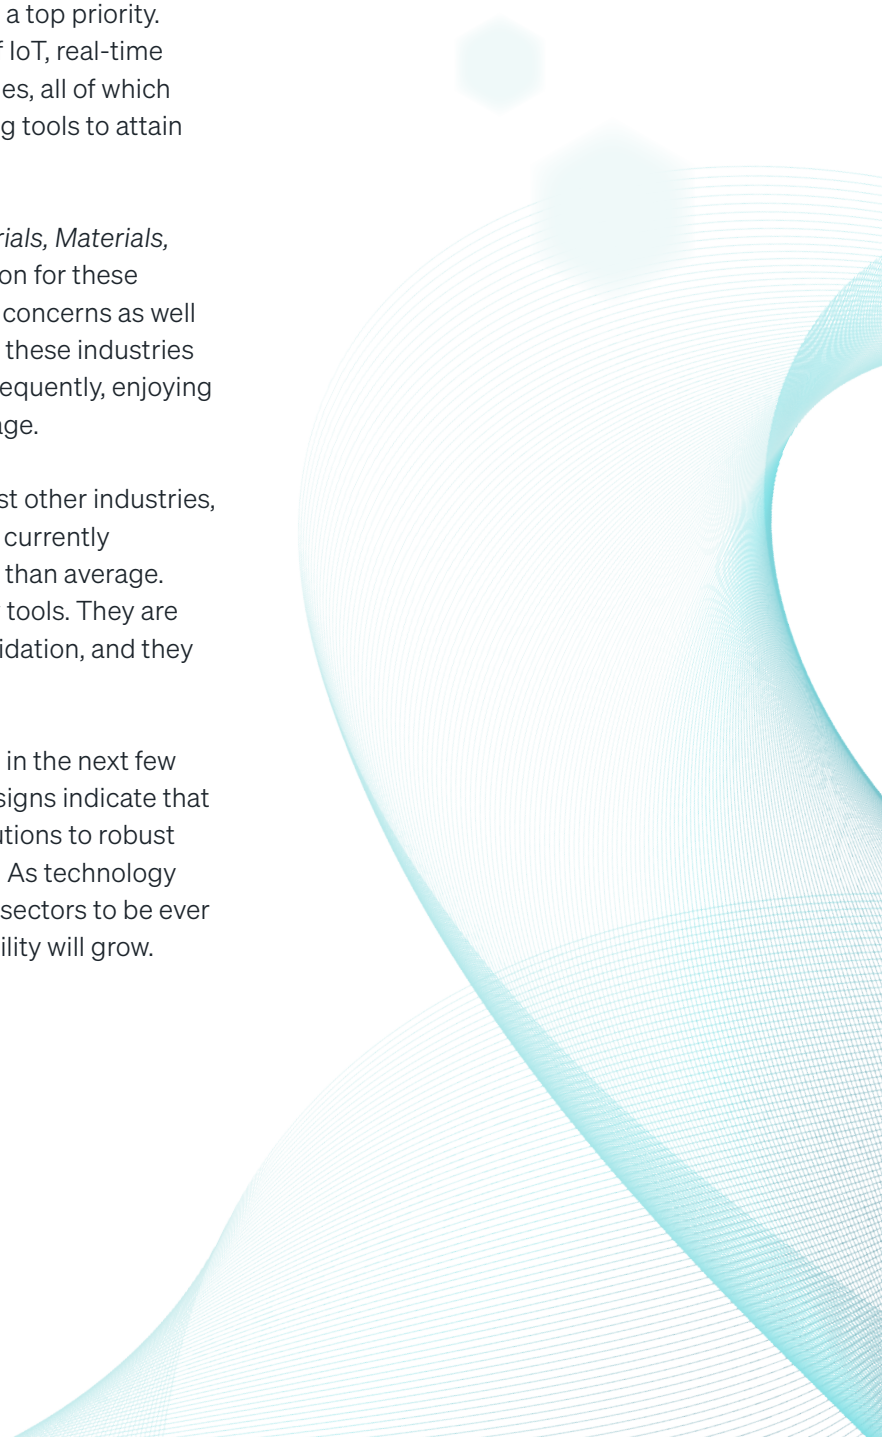 a top priority.
f IoT, real-time
es, all of which
g tools to attain
rials, Materials,
on for these
concerns as well
these industries
equently, enjoying
age.
st other industries,
currently
than average.
tools. They are
idation, and they
in the next few
signs indicate that
utions to robust
As technology
sectors to be ever
ility will grow.